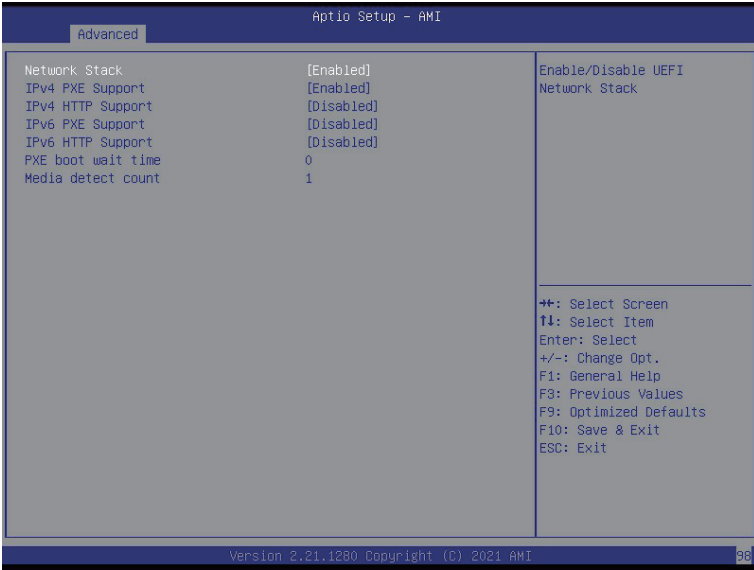 Aptio Setup – AMI
Advanced
Network Stack [Enabled]
IPv4 PXE Support [Enabled]
IPv4 HTTP Support [Disabled]
IPv6 PXE Support [Disabled]
IPv6 HTTP Support [Disabled]
PXE boot wait time 0
Media detect count 1
Enable/Disable UEFI
Network Stack
→←: Select Screen
↑↓: Select Item
Enter: Select
+/-: Change Opt.
F1: General Help
F3: Previous Values
F9: Optimized Defaults
F10: Save & Exit
ESC: Exit
Version 2.21.1280 Copyright (C) 2021 AMI
98